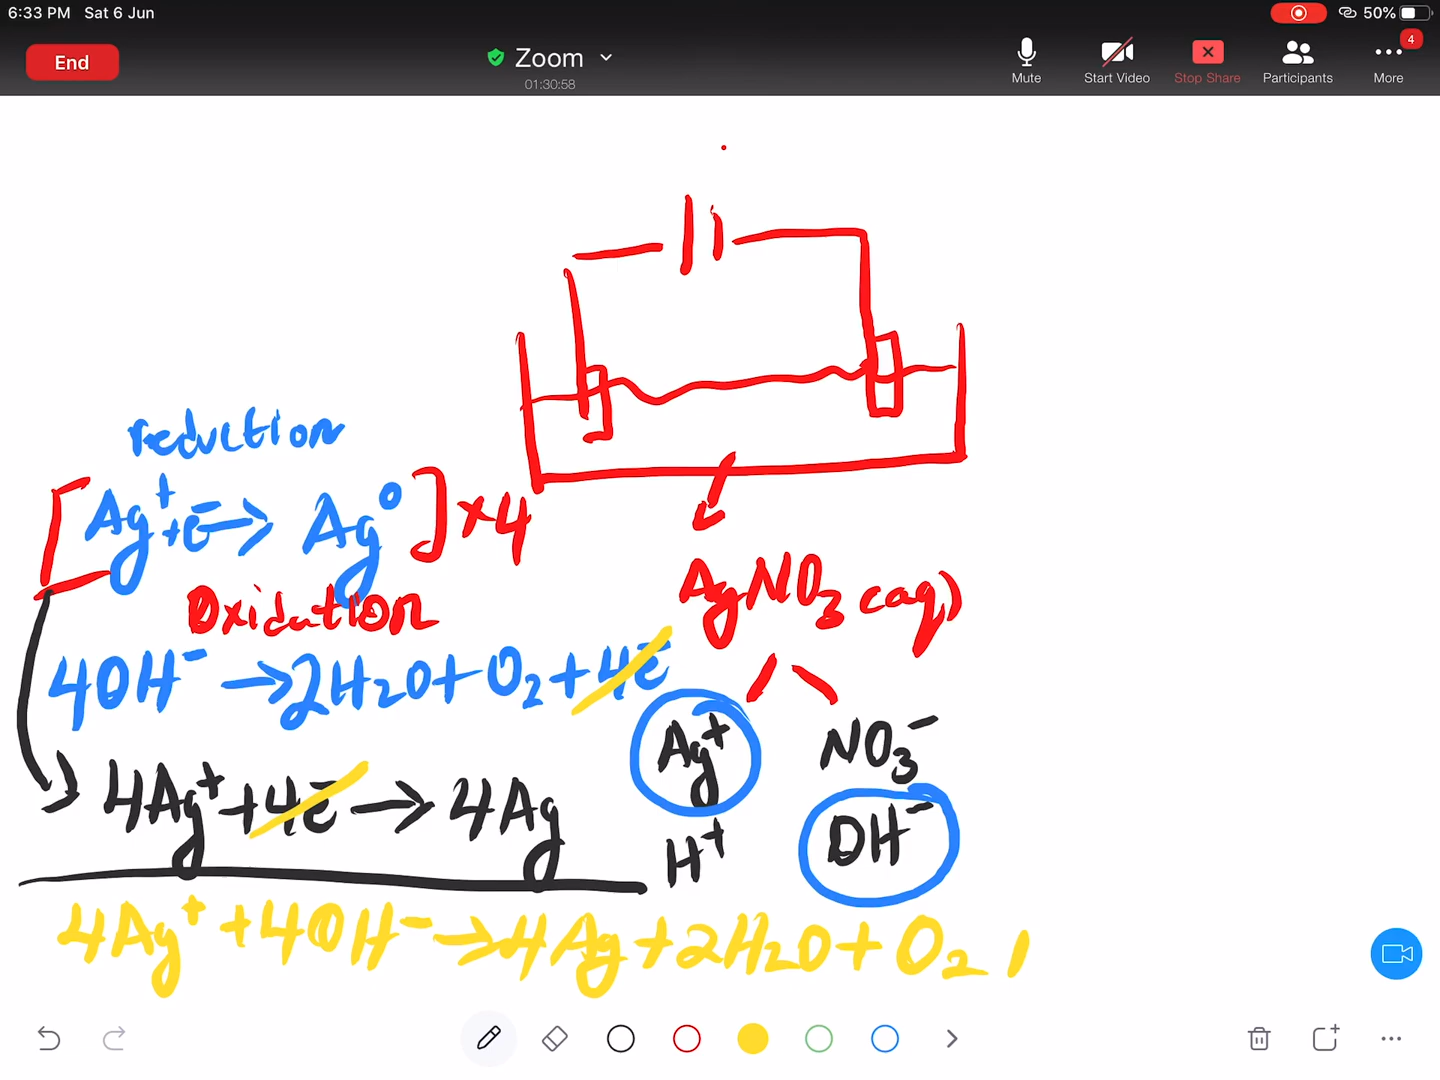 6:33 PM Sat 6 Jun
50%
End
Zoom
01:30:58
Mute
Start Video
Stop Share
Participants
4
More
reduction
[Ag⁺ + e⁻ → Ag⁰] × 4
Oxidation
4OH⁻ → 2H₂O + O₂ + 4e⁻
4Ag⁺ + 4e⁻ → 4Ag
4Ag⁺ + 4OH⁻ → 4Ag + 2H₂O + O₂
AgNO₃ (aq)
Ag⁺ NO₃⁻
H⁺ OH⁻